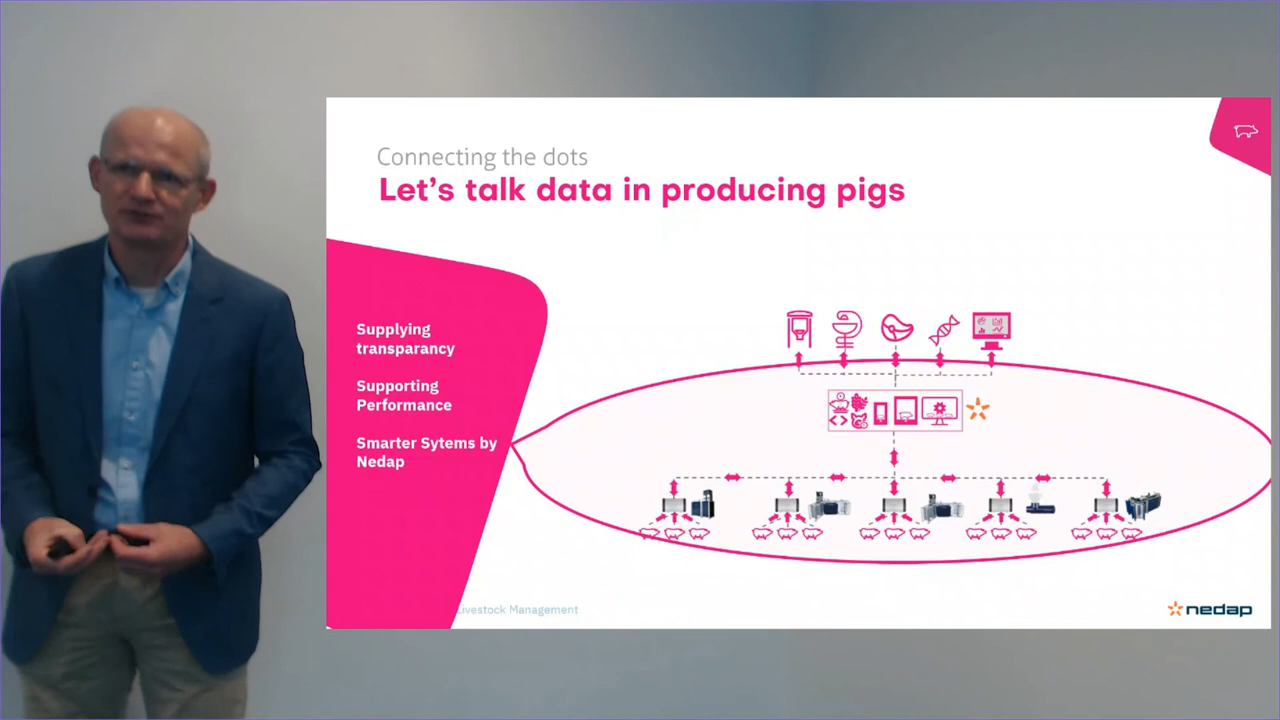 Connecting the dots
Let's talk data in producing pigs
Supplying
transparancy
Supporting
Performance
Smarter Sytems by
Nedap
Livestock Management
nedap